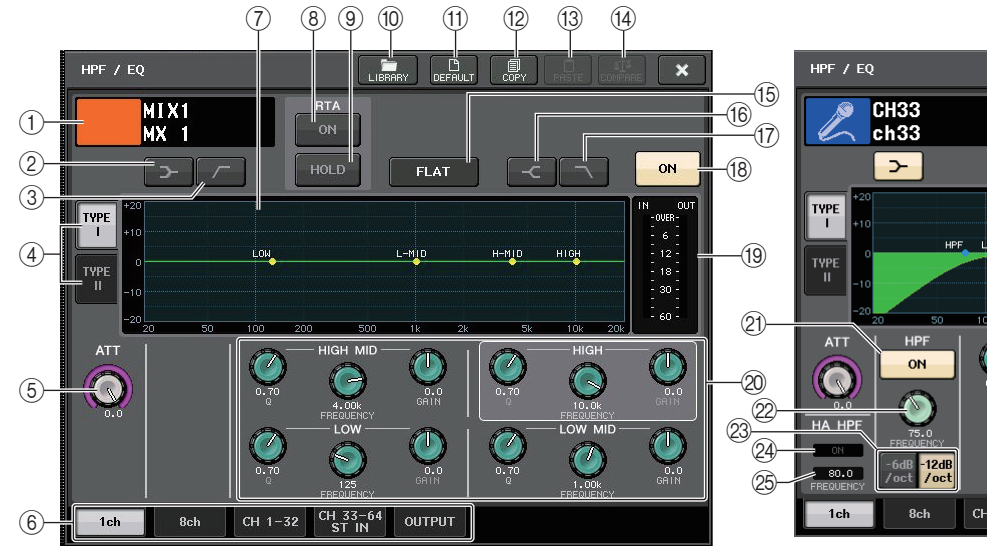 ⑦ ⑧ ⑨ ⑩ ⑪ ⑫ ⑬ ⑭
HPF / EQ
LIBRARY
DEFAULT
COPY
PASTE
COMPARE
①
MIX1
MX 1
RTA
ON
HOLD
FLAT
ON
②
③
④
⑤
⑥
⑮
⑯
⑰
⑱
⑲
⑳
TYPE
I
TYPE
II
+20
+10
0
-10
-20
LOW L-MID H-MID HIGH
20 50 100 200 500 1k 2k 5k 10k 20k
IN OUT
-OVER-
6
12
18
30
60
ATT
0.0
HIGH MID
0.70
Q
4.00k
FREQUENCY
0.0
GAIN
HIGH
0.70
Q
10.0k
FREQUENCY
0.0
GAIN
LOW
0.70
Q
125
FREQUENCY
0.0
GAIN
LOW MID
0.70
Q
1.00k
FREQUENCY
0.0
GAIN
1ch
8ch
CH 1-32
CH 33-64
ST IN
OUTPUT
HPF / EQ
CH33
ch33
TYPE
I
TYPE
II
+20
+10
0
-10
-20
HPF L
20 50 10
㉑
㉒
㉓
㉔
㉕
ATT
0.0
HPF
ON
75.0
FREQUENCY
HA HPF
ON
80.0
FREQUENCY
-6dB
/oct
-12dB
/oct
1ch
8ch
CH